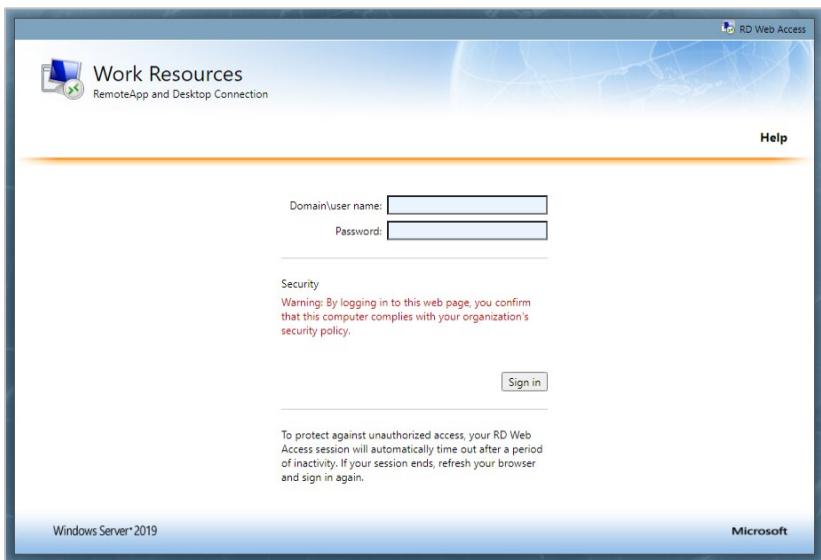 RD Web Access
Work Resources
RemoteApp and Desktop Connection
Help
Domain\user name:
Password:
Security
Warning: By logging in to this web page, you confirm
that this computer complies with your organization's
security policy.
Sign in
To protect against unauthorized access, your RD Web
Access session will automatically time out after a period
of inactivity. If your session ends, refresh your browser
and sign in again.
Windows Server® 2019
Microsoft